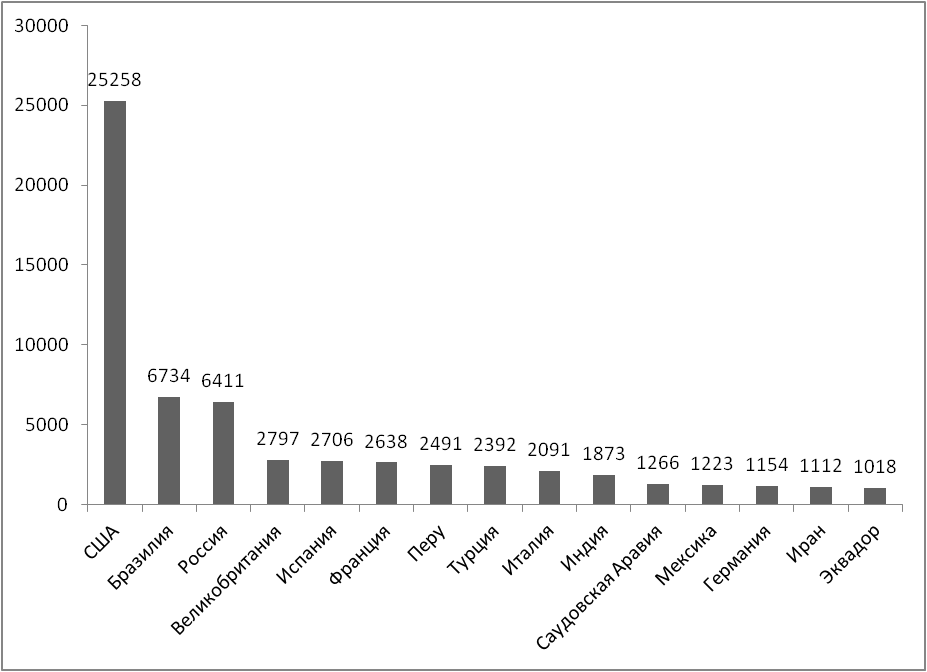 30000
25000
20000
15000
10000
5000
0
25258
6734
6411
2797
2706
2638
2491
2392
2091
1873
1266
1223
1154
1112
1018
США
Бразилия
Россия
Великобритания
Испания
Франция
Перу
Турция
Италия
Индия
Саудовская Аравия
Мексика
Германия
Иран
Эквадор